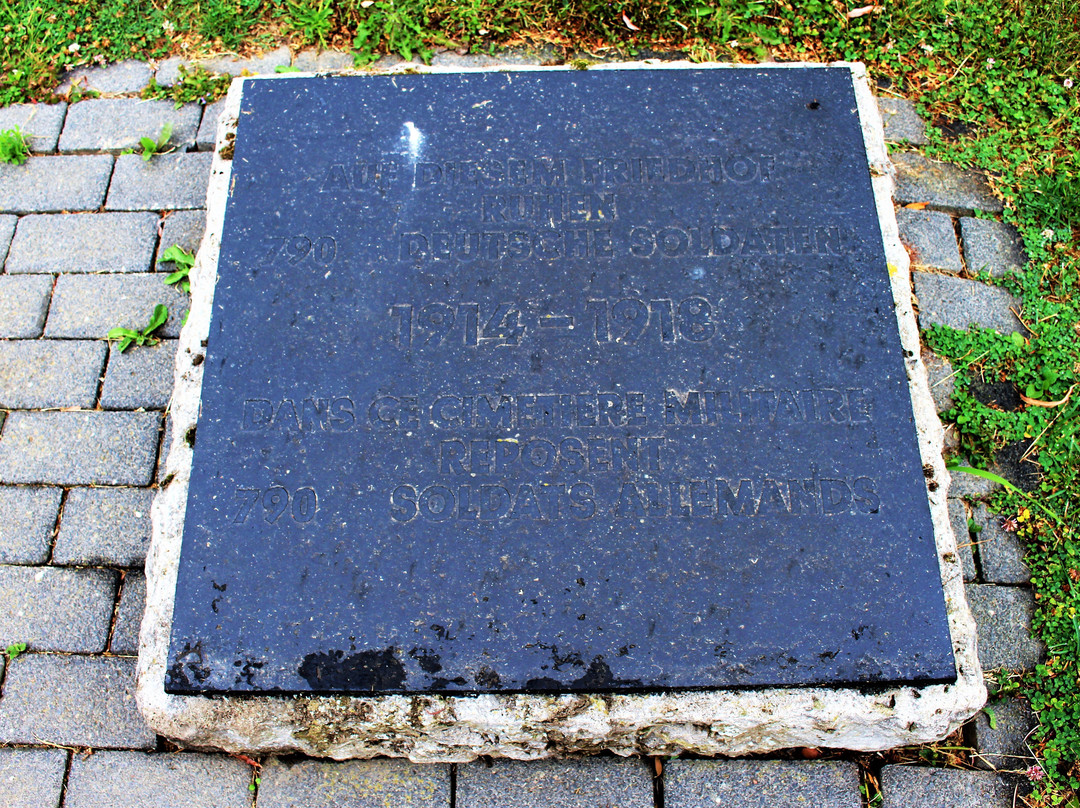 AUF DIESEM FRIEDHOF
RUHEN
790 DEUTSCHE SOLDATEN
1914 – 1918
DANS CE CIMETIERE MILITAIRE
REPOSENT
790 SOLDATS ALLEMANDS